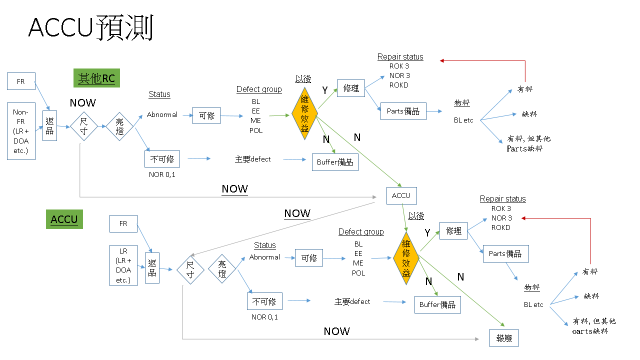 ACCU預測
其他RC
FR
Non-
FR
(LR +
DOA
etc.)
返
品
NOW
尺
寸
亮
燈
Status
Abnormal
可修
不可修
NOR 0,1
Defect group
BL
EE
ME
POL
主要defect
以後
維
修
效
益
Y
N
N
修理
Buffer備品
Repair status
ROK 3
NOR 3
ROKD
Parts備品
物料
BL etc
有料
缺料
有料, 但其他
Parts缺料
NOW
ACCU
ACCU
FR
LR
(LR +
DOA
etc.)
返
品
NOW
尺
寸
亮
燈
Status
Abnormal
可修
不可修
NOR 0,1
Defect group
BL
EE
ME
POL
主要defect
以後
維
修
效
益
Y
N
N
修理
Buffer備品
Repair status
ROK 3
NOR 3
ROKD
Parts備品
物料
BL etc
有料
缺料
有料, 但其他
parts缺料
NOW
報廢